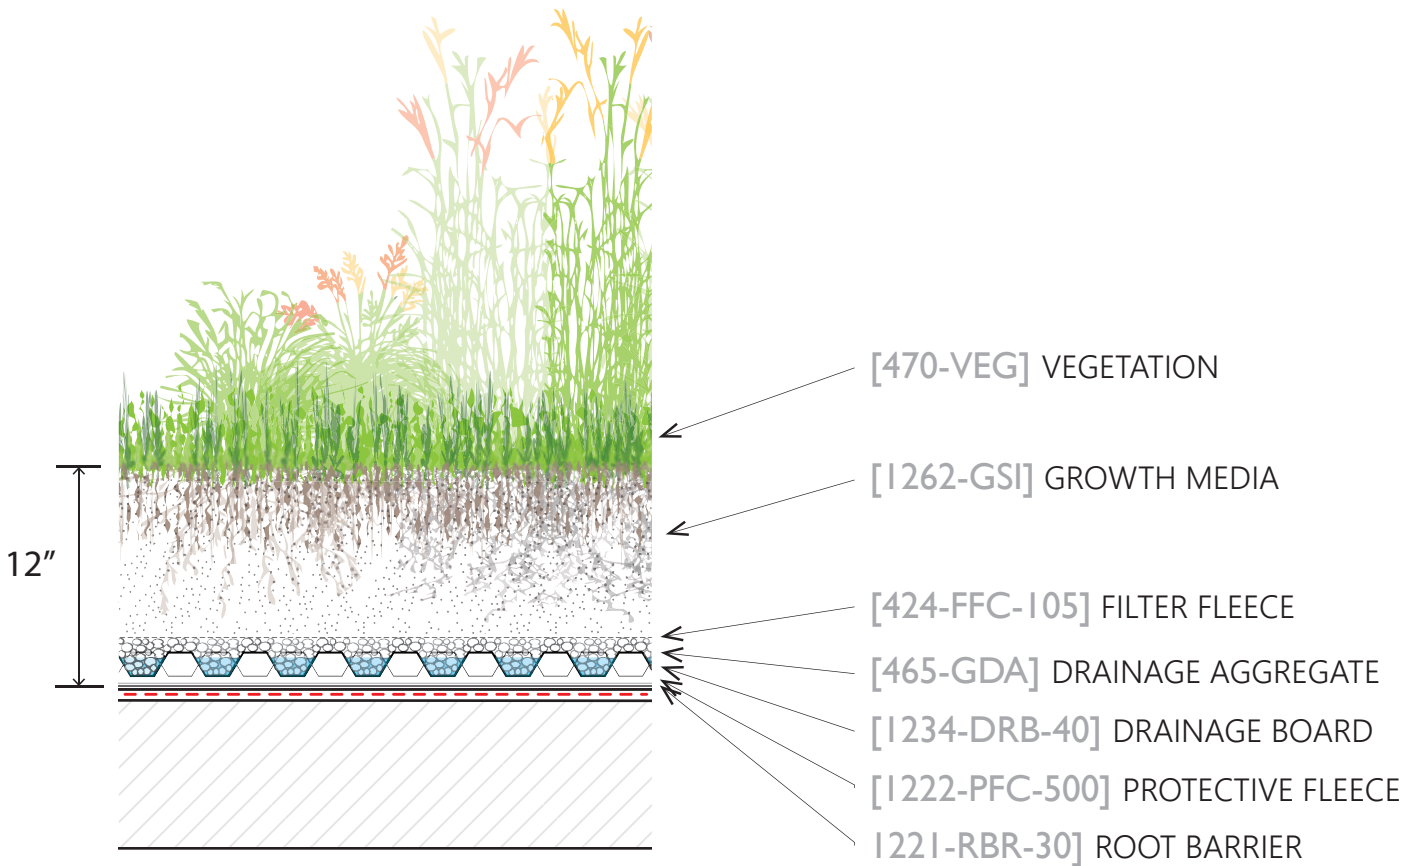 [470-VEG] VEGETATION
[1262-GSI] GROWTH MEDIA
12”
[424-FFC-105] FILTER FLEECE
[465-GDA] DRAINAGE AGGREGATE
[1234-DRB-40] DRAINAGE BOARD
[1222-PFC-500] PROTECTIVE FLEECE
1221-RBR-30] ROOT BARRIER